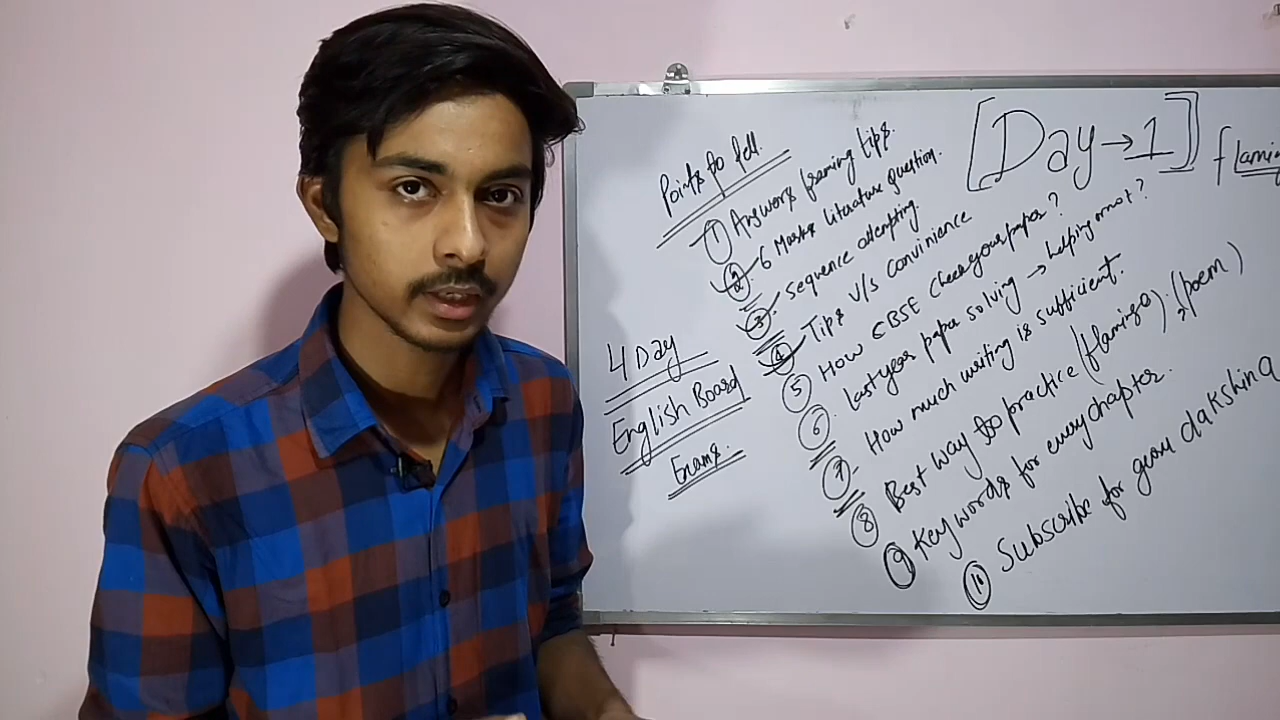 [Day → 1]
flamin
Points to tell.
① Answers framing tips.
② 6 Marks literature question.
③ Sequence attempting
④ Tips v/s convinience
⑤ How CBSE check your paper?
⑥ Last year paper solving → helping or not?
⑦ How much writing is sufficient.
⑧ Best way to practice (flamingo). (poem)
⑨ Key words for every chapter.
⑩ Subscribe for guru dakshina
4 Day
English Board
Exams.